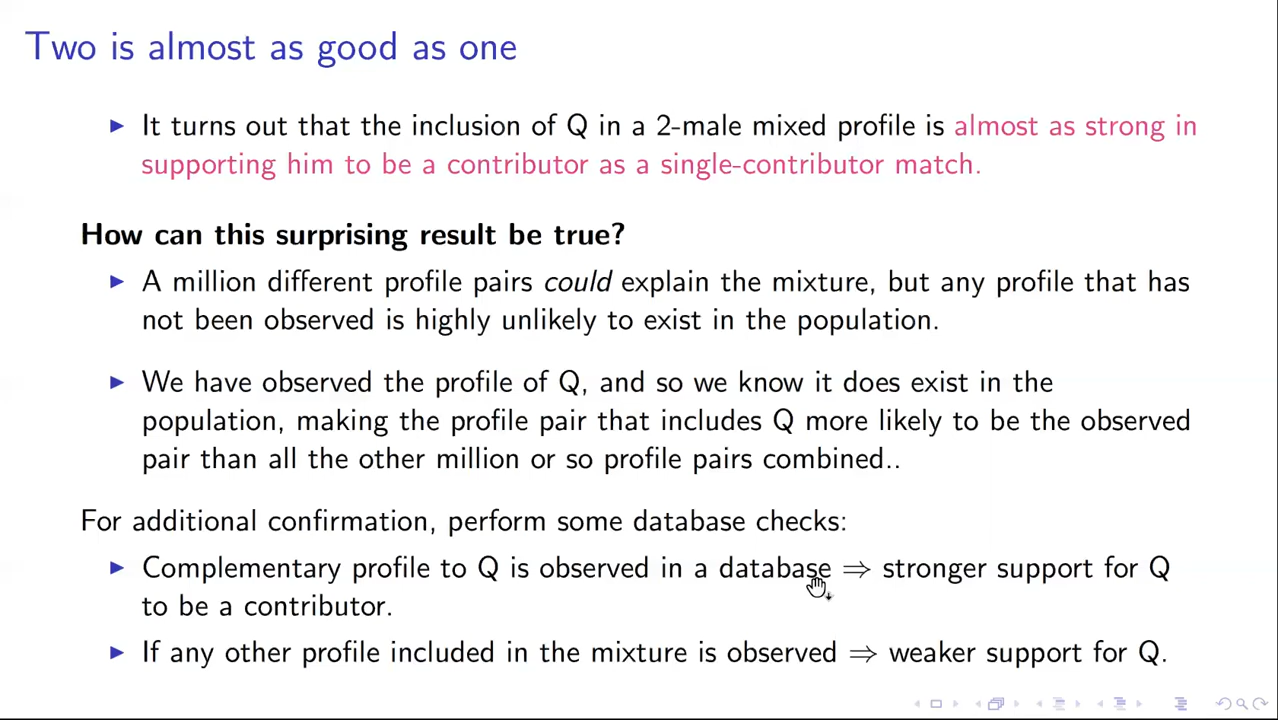 Two is almost as good as one
▶ It turns out that the inclusion of Q in a 2-male mixed profile is almost as strong in
supporting him to be a contributor as a single-contributor match.
How can this surprising result be true?
▶ A million different profile pairs could explain the mixture, but any profile that has
not been observed is highly unlikely to exist in the population.
▶ We have observed the profile of Q, and so we know it does exist in the
population, making the profile pair that includes Q more likely to be the observed
pair than all the other million or so profile pairs combined..
For additional confirmation, perform some database checks:
▶ Complementary profile to Q is observed in a database ⇒ stronger support for Q
to be a contributor.
▶ If any other profile included in the mixture is observed ⇒ weaker support for Q.